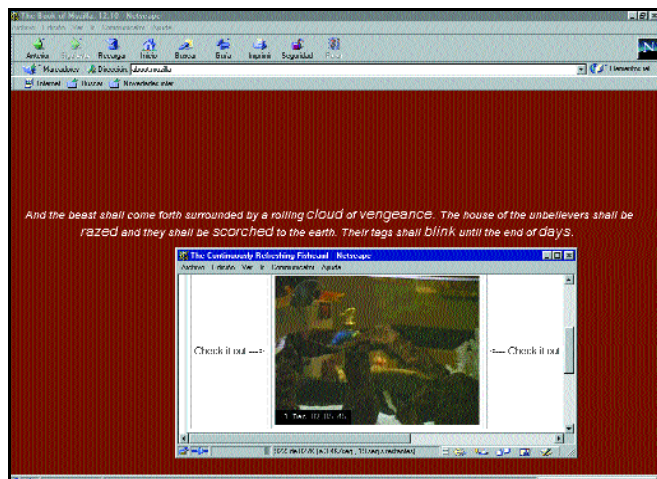 The Book of Mozilla, 12:10 - Netscape
Archivo Edición Ver Ir Communicator Ayuda
Anterior Recargar Inicio Buscar Guía Imprimir Seguridad
Marcadores Dirección: about:mozilla
Internet Buscar
And the beast shall come forth surrounded by a rolling cloud of vengeance. The house of the unbelievers shall be
razed and they shall be scorched to the earth. Their tags shall blink until the end of days.
The Continuously Refreshing Fishcam! - Netscape
Archivo Edición Ver Ir Communicator Ayuda
Check it out ---> <--- Check it out